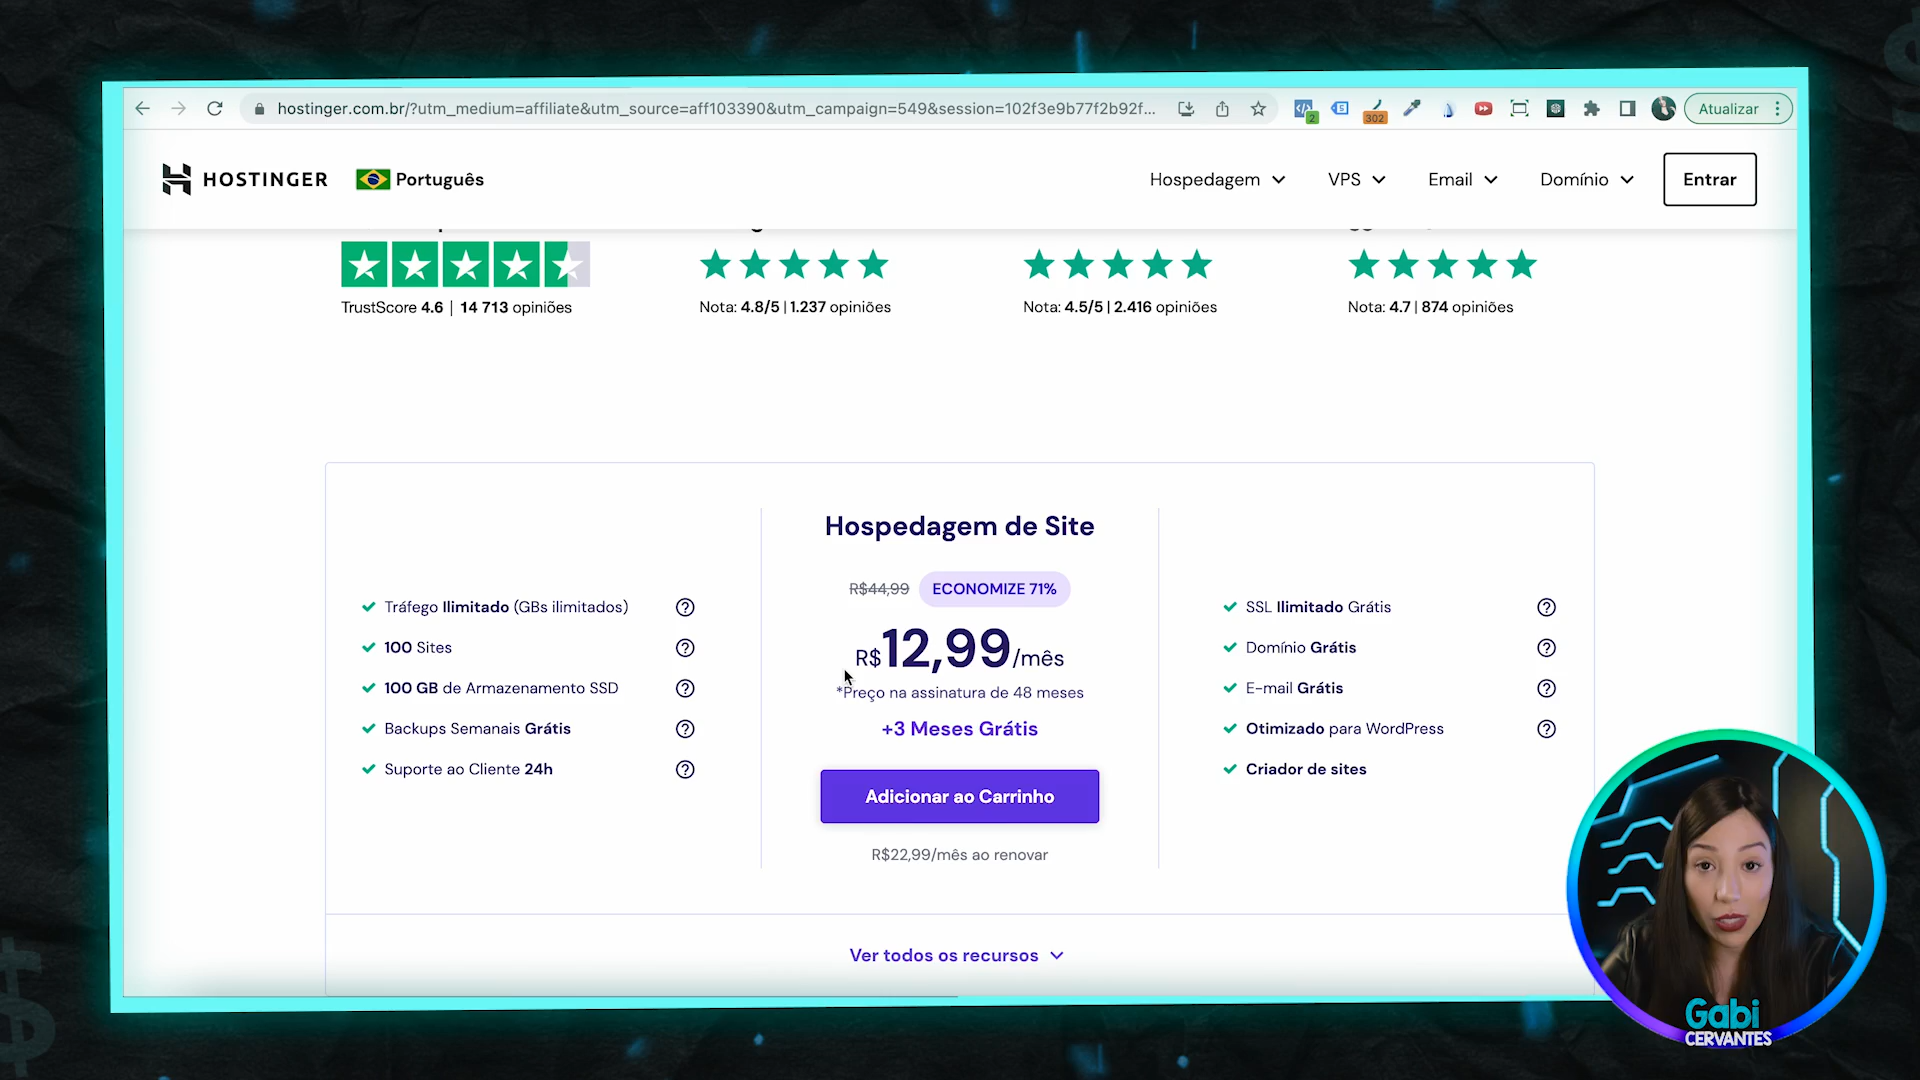 hostinger.com.br/?utm_medium=affiliate&utm_source=aff103390&utm_campaign=549&session=102f3e9b77f2b92f...
2
5
302
Atualizar
HOSTINGER
Português
Hospedagem
VPS
Email
Domínio
Entrar
TrustScore 4.6 | 14 713 opiniões
Nota: 4.8/5 | 1.237 opiniões
Nota: 4.5/5 | 2.416 opiniões
Nota: 4.7 | 874 opiniões
Tráfego Ilimitado (GBs ilimitados)
100 Sites
100 GB de Armazenamento SSD
Backups Semanais Grátis
Suporte ao Cliente 24h
Hospedagem de Site
R$44,99 ECONOMIZE 71%
R$12,99/mês
*Preço na assinatura de 48 meses
+3 Meses Grátis
Adicionar ao Carrinho
R$22,99/mês ao renovar
SSL Ilimitado Grátis
Domínio Grátis
E-mail Grátis
Otimizado para WordPress
Criador de sites
Ver todos os recursos
Gabi
CERVANTES